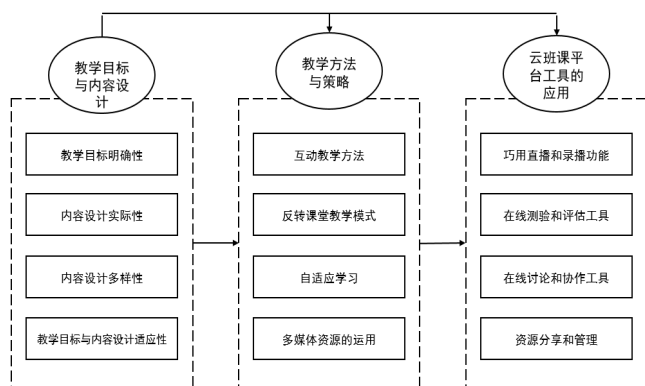 教学目标
与内容设
计
教学目标明确性
内容设计实际性
内容设计多样性
教学目标与内容设计适应性
教学方法
与策略
互动教学方法
反转课堂教学模式
自适应学习
多媒体资源的运用
云班课平
台工具的
应用
巧用直播和录播功能
在线测验和评估工具
在线讨论和协作工具
资源分享和管理